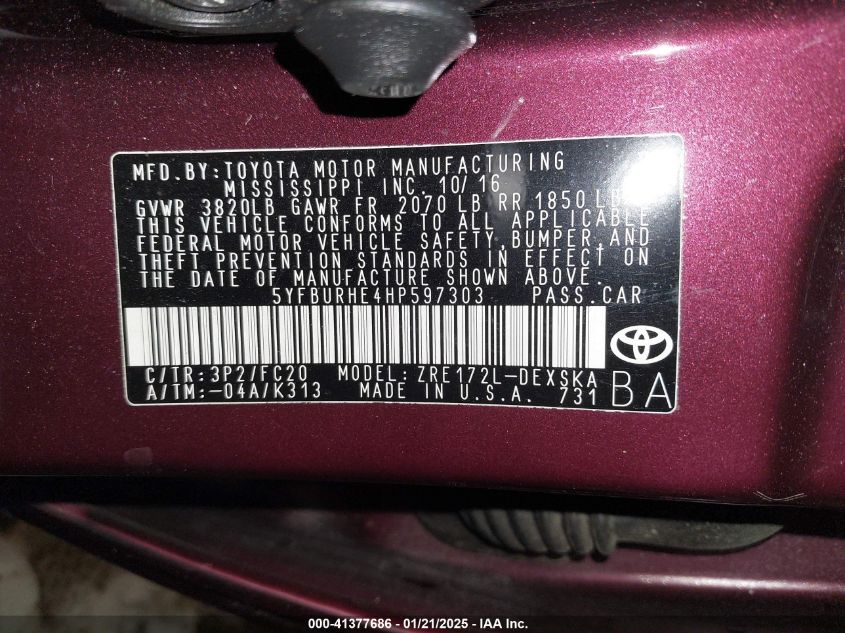 MFD.BY:TOYOTA MOTOR MANUFACTURING
MISSISSIPPI INC. 10/16
GVWR 3820LB GAWR FR 2070 LB RR 1850 LB
THIS VEHICLE CONFORMS TO ALL APPLICABLE
FEDERAL MOTOR VEHICLE SAFETY,BUMPER,AND
THEFT PREVENTION STANDARDS IN EFFECT ON
THE DATE OF MANUFACTURE SHOWN ABOVE.
5YFBURHE4HP597303 PASS.CAR
C/TR:3P2/FC20 MODEL:ZRE172L-DEXSKA
A/TM:-04A/K313 MADE IN U.S.A. 731 BA
000-41377686 - 01/21/2025 - IAA Inc.